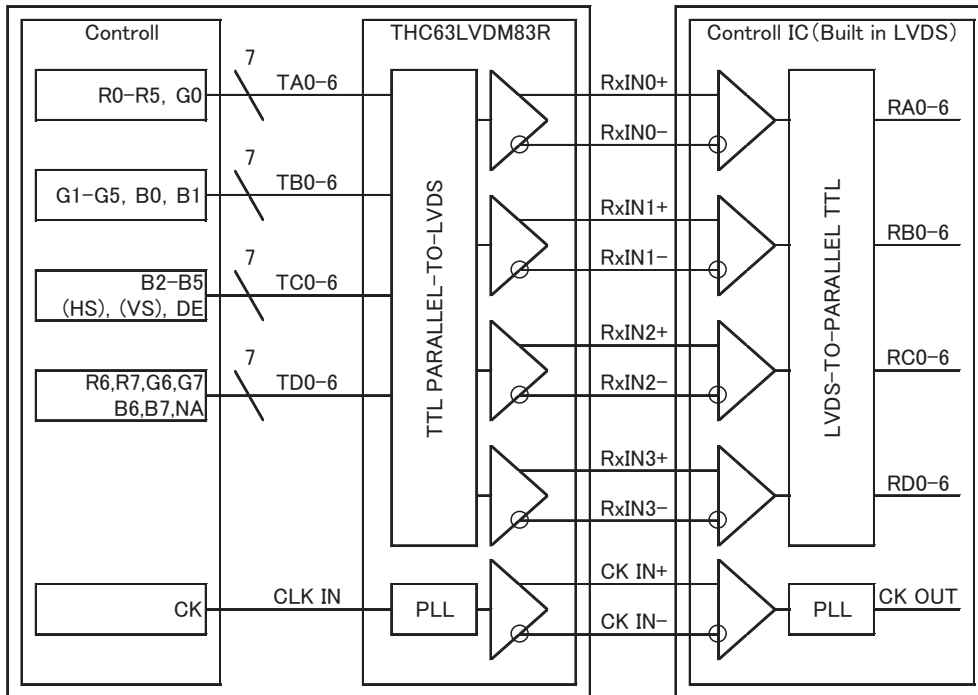 Controll
THC63LVDM83R
Controll IC(Built in LVDS)
R0-R5, G0
7
TA0-6
RxIN0+
RxIN0-
RA0-6
G1-G5, B0, B1
7
TB0-6
RxIN1+
RxIN1-
RB0-6
B2-B5
(HS), (VS), DE
7
TC0-6
RxIN2+
RxIN2-
RC0-6
R6,R7,G6,G7
B6,B7,NA
7
TD0-6
RxIN3+
RxIN3-
RD0-6
TTL PARALLEL-TO-LVDS
LVDS-TO-PARALLEL TTL
CK
CLK IN
PLL
CK IN+
CK IN-
PLL
CK OUT